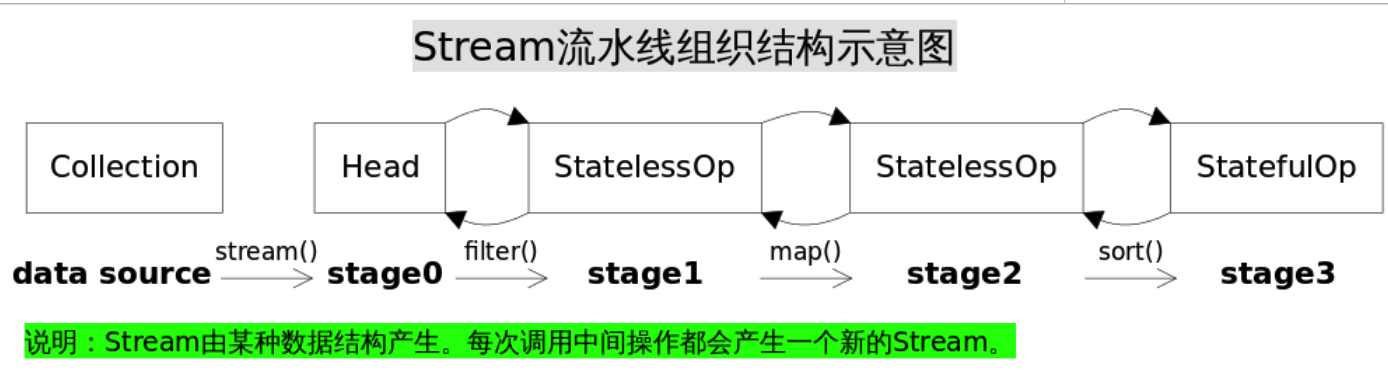 Stream流水线组织结构示意图
Collection Head StatelessOp StatelessOp StatefulOp
stream() filter() map() sort()
data source stage0 stage1 stage2 stage3
说明：Stream由某种数据结构产生。每次调用中间操作都会产生一个新的Stream。